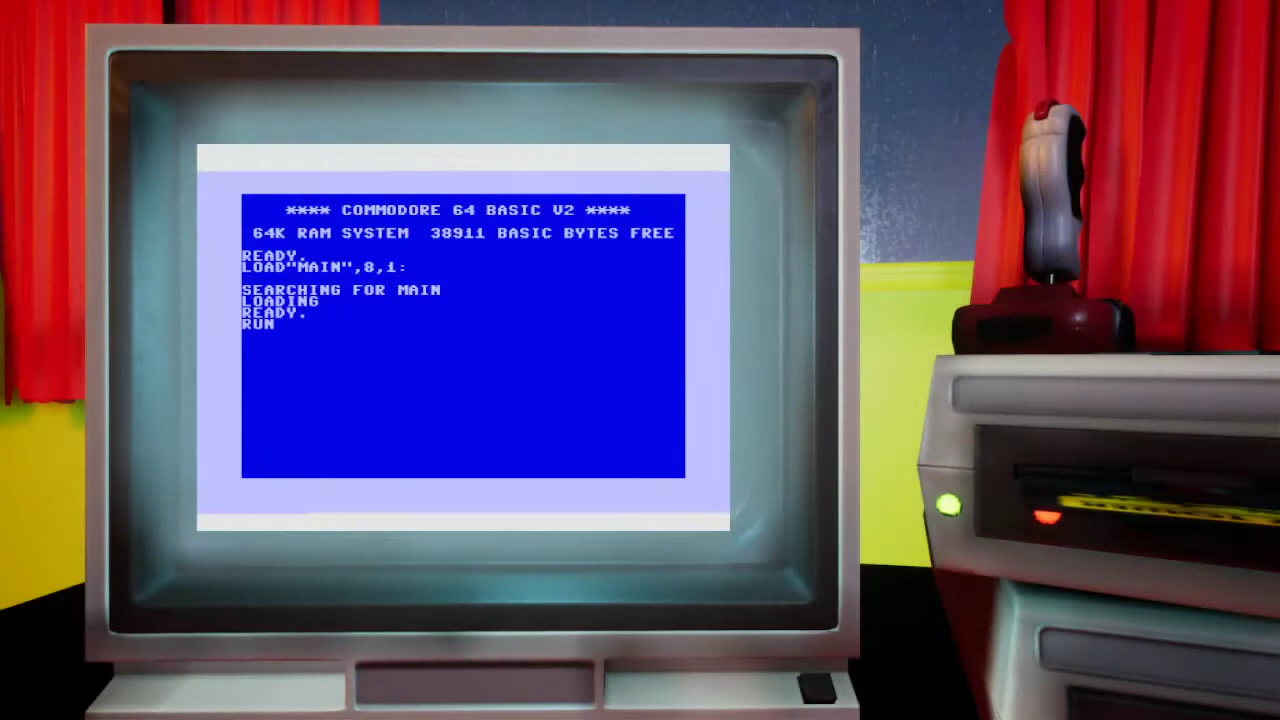 **** COMMODORE 64 BASIC V2 ****
64K RAM SYSTEM  38911 BASIC BYTES FREE
READY.
LOAD"MAIN",8,1:
SEARCHING FOR MAIN
LOADING
READY.
RUN